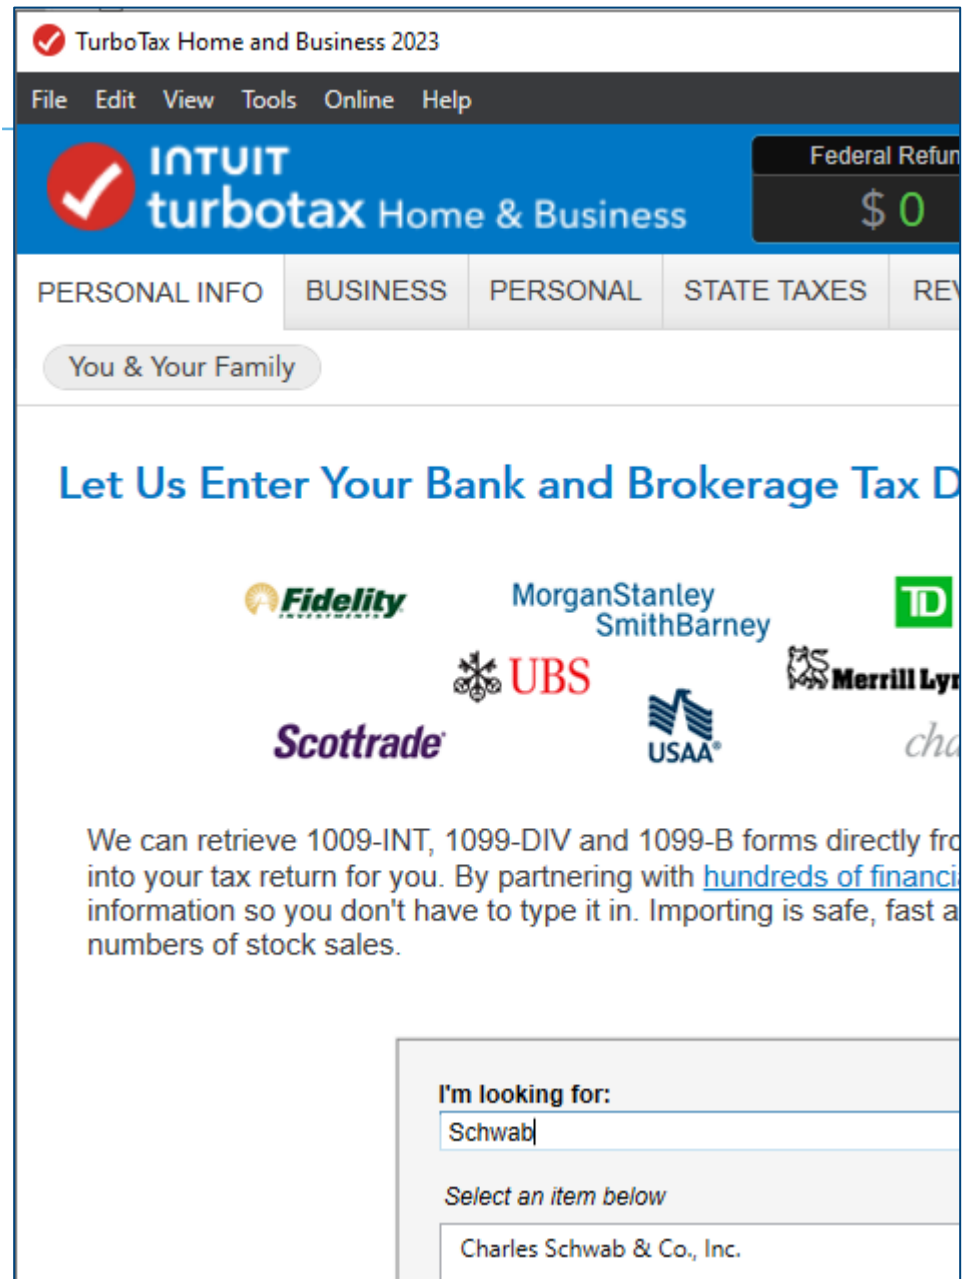 TurboTax Home and Business 2023
File Edit View Tools Online Help
INTUIT
turbotax Home & Business
Federal Refun
$ 0
PERSONAL INFO BUSINESS PERSONAL STATE TAXES REV
You & Your Family
Let Us Enter Your Bank and Brokerage Tax D
Fidelity
INVESTMENTS
MorganStanley
SmithBarney
TD
UBS
Merrill Lyn
Scottrade
USAA
cha
We can retrieve 1009-INT, 1099-DIV and 1099-B forms directly fro
into your tax return for you. By partnering with hundreds of financi
information so you don't have to type it in. Importing is safe, fast a
numbers of stock sales.
I'm looking for:
Schwab
Select an item below
Charles Schwab & Co., Inc.